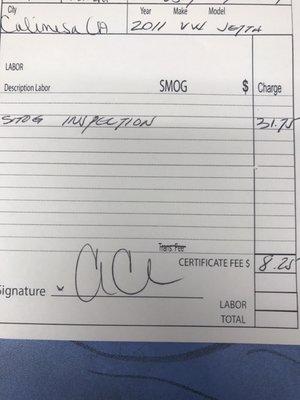 City Year Make Model
Calimesa CA 2011 VW JETTA
LABOR
Description Labor SMOG $ Charge
SMOG INSPECTION 31.75
Trans Fee
CERTIFICATE FEE $ 8.25
Signature
LABOR
TOTAL